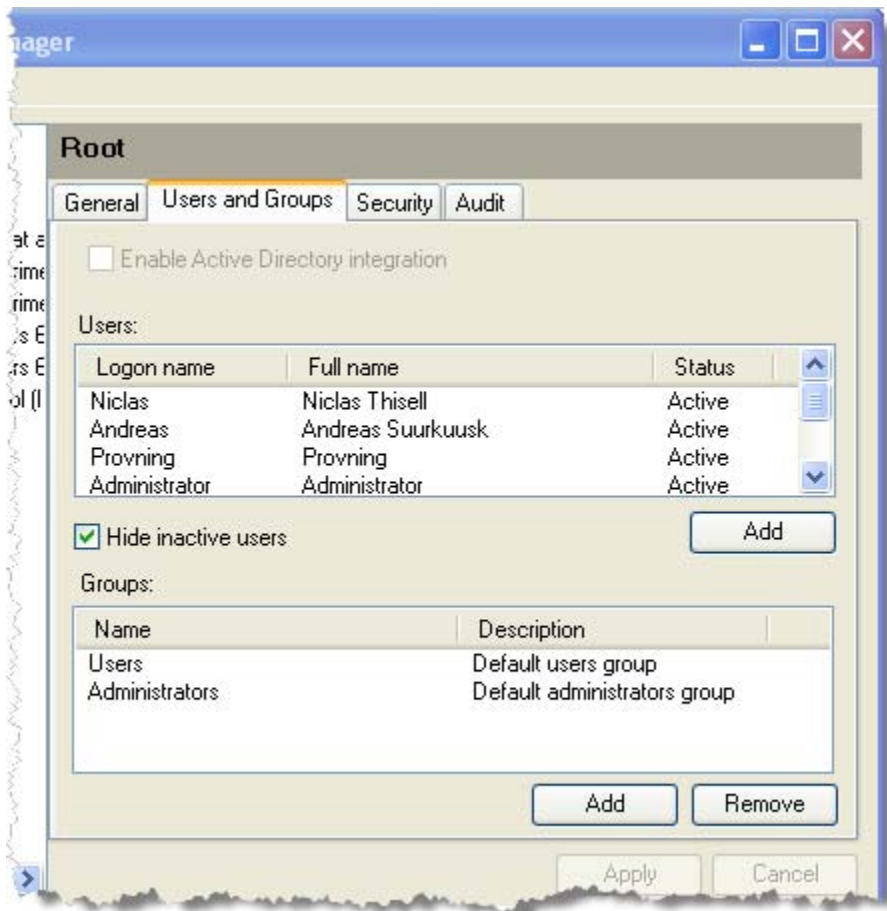 nager
Root
General Users and Groups Security Audit
Enable Active Directory integration
Users:
Logon name Full name Status
Niclas Niclas Thisell Active
Andreas Andreas Suurkuusk Active
Provning Provning Active
Administrator Administrator Active
Hide inactive users
Add
Groups:
Name Description
Users Default users group
Administrators Default administrators group
Add Remove
Apply Cancel